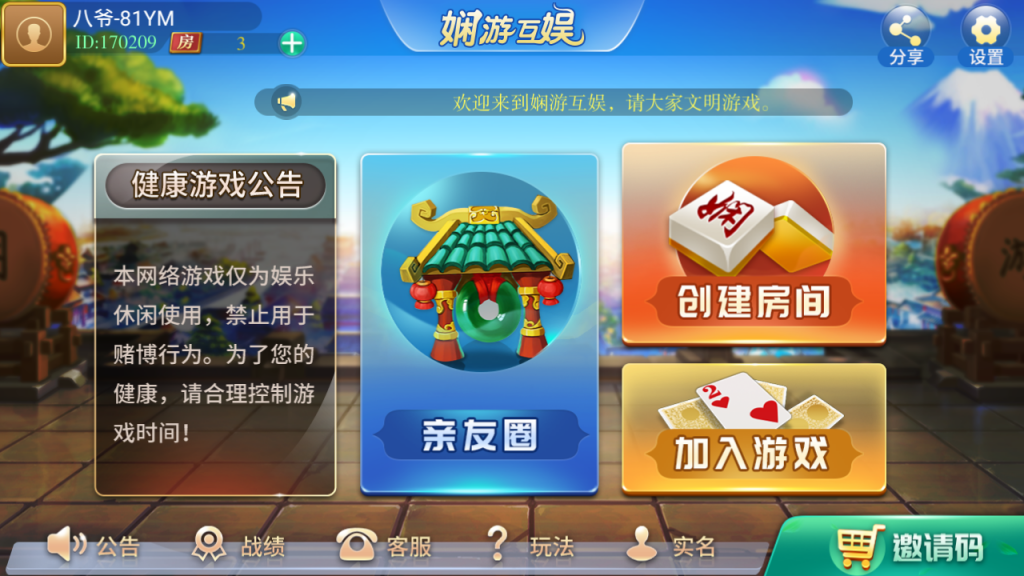 八爷-81YM
ID:170209 房 3
娴游互娱
分享
设置
欢迎来到娴游互娱，请大家文明游戏。
健康游戏公告
本网络游戏仅为娱乐
休闲使用，禁止用于
赌博行为。为了您的
健康，请合理控制游
戏时间！
亲友圈
娴
创建房间
2
加入游戏
游
公告
战绩
客服
?
玩法
实名
邀请码